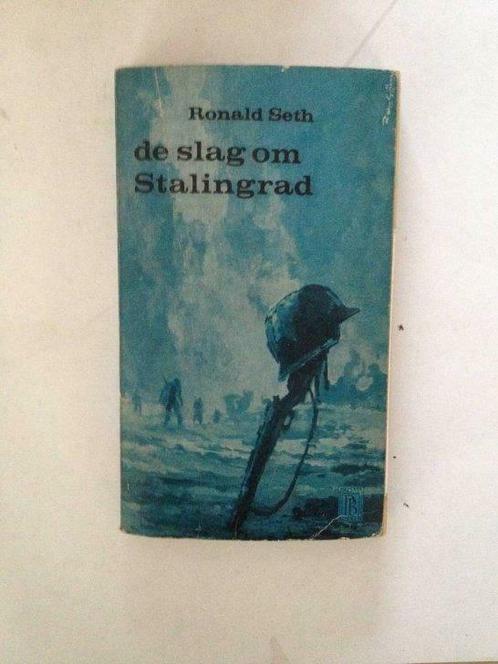 Ronald Seth
de slag om
Stalingrad